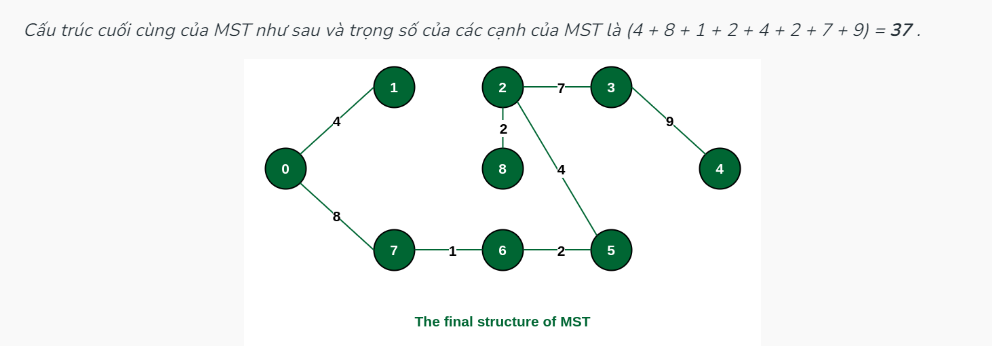 Cấu trúc cuối cùng của MST như sau và trọng số của các cạnh của MST là (4 + 8 + 1 + 2 + 4 + 2 + 7 + 9) = 37 .
1 2 7 3
4 2 9
0 8 4 4
8
7 1 6 2 5
The final structure of MST